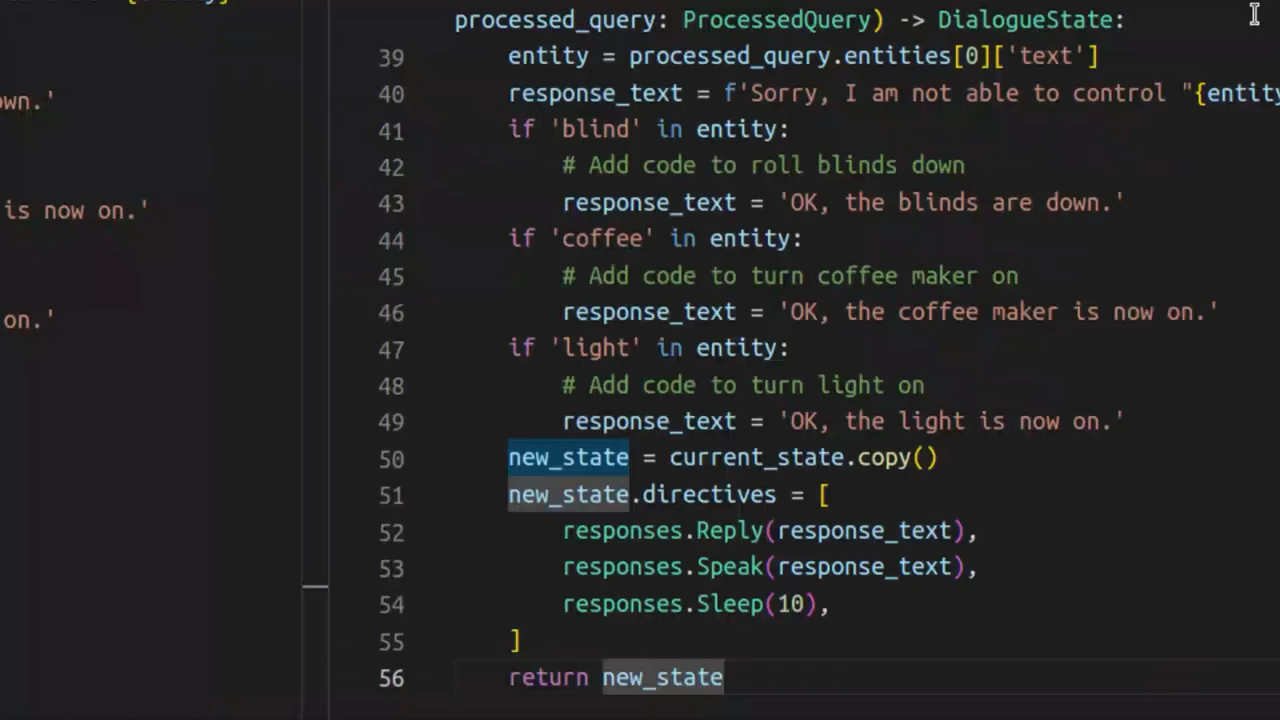 {entity}
own.'
is now on.'
on.'
processed_query: ProcessedQuery) -> DialogueState:
39 entity = processed_query.entities[0]['text']
40 response_text = f'Sorry, I am not able to control "{entity
41 if 'blind' in entity:
42 # Add code to roll blinds down
43 response_text = 'OK, the blinds are down.'
44 if 'coffee' in entity:
45 # Add code to turn coffee maker on
46 response_text = 'OK, the coffee maker is now on.'
47 if 'light' in entity:
48 # Add code to turn light on
49 response_text = 'OK, the light is now on.'
50 new_state = current_state.copy()
51 new_state.directives = [
52 responses.Reply(response_text),
53 responses.Speak(response_text),
54 responses.Sleep(10),
55 ]
56 return new_state